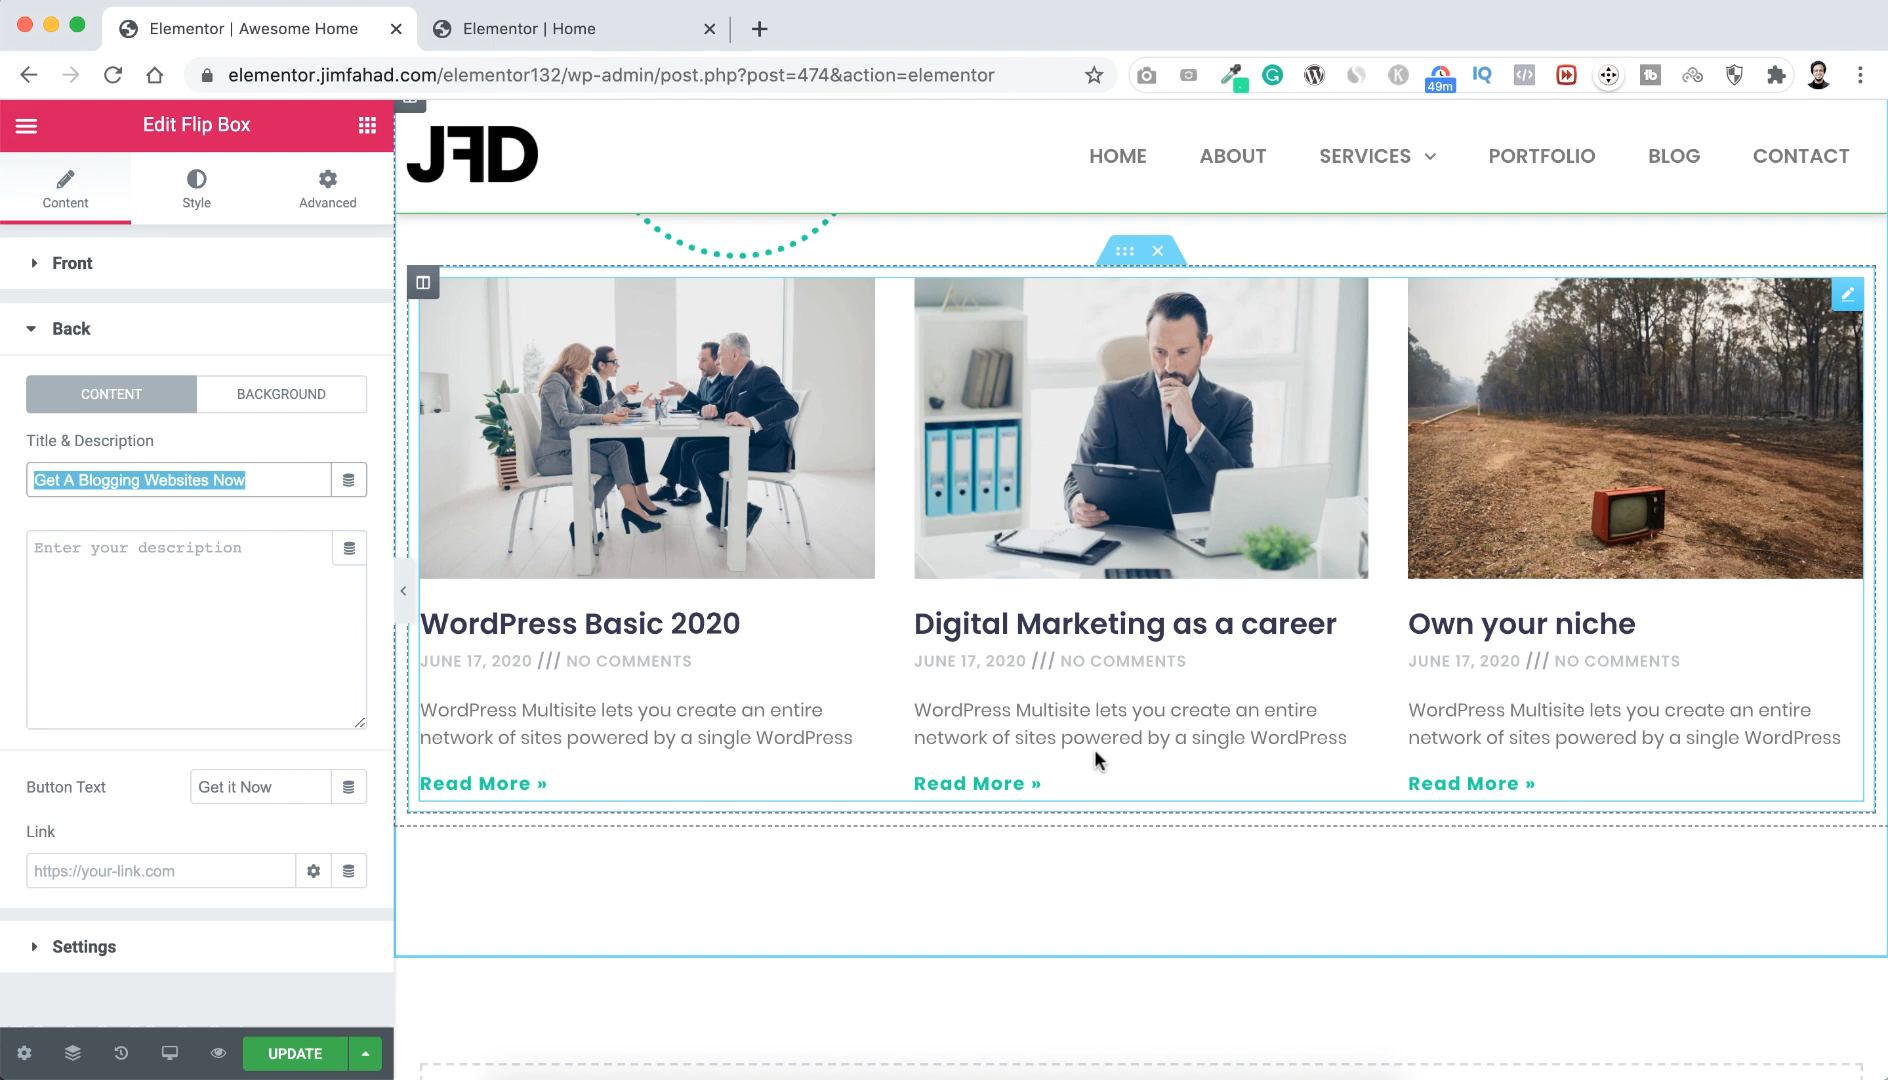 Elementor | Awesome Home
Elementor | Home
elementor.jimfahad.com/elementor132/wp-admin/post.php?post=474&action=elementor
49m
IQ
</>
K
tb
Edit Flip Box
Content
Style
Advanced
Front
Back
CONTENT
BACKGROUND
Title & Description
Get A Blogging Websites Now
Enter your description
Button Text
Get it Now
Link
https://your-link.com
Settings
UPDATE
JFD
HOME
ABOUT
SERVICES
PORTFOLIO
BLOG
CONTACT
WordPress Basic 2020
JUNE 17, 2020 /// NO COMMENTS
WordPress Multisite lets you create an entire
network of sites powered by a single WordPress
Read More »
Digital Marketing as a career
JUNE 17, 2020 /// NO COMMENTS
WordPress Multisite lets you create an entire
network of sites powered by a single WordPress
Read More »
Own your niche
JUNE 17, 2020 /// NO COMMENTS
WordPress Multisite lets you create an entire
network of sites powered by a single WordPress
Read More »